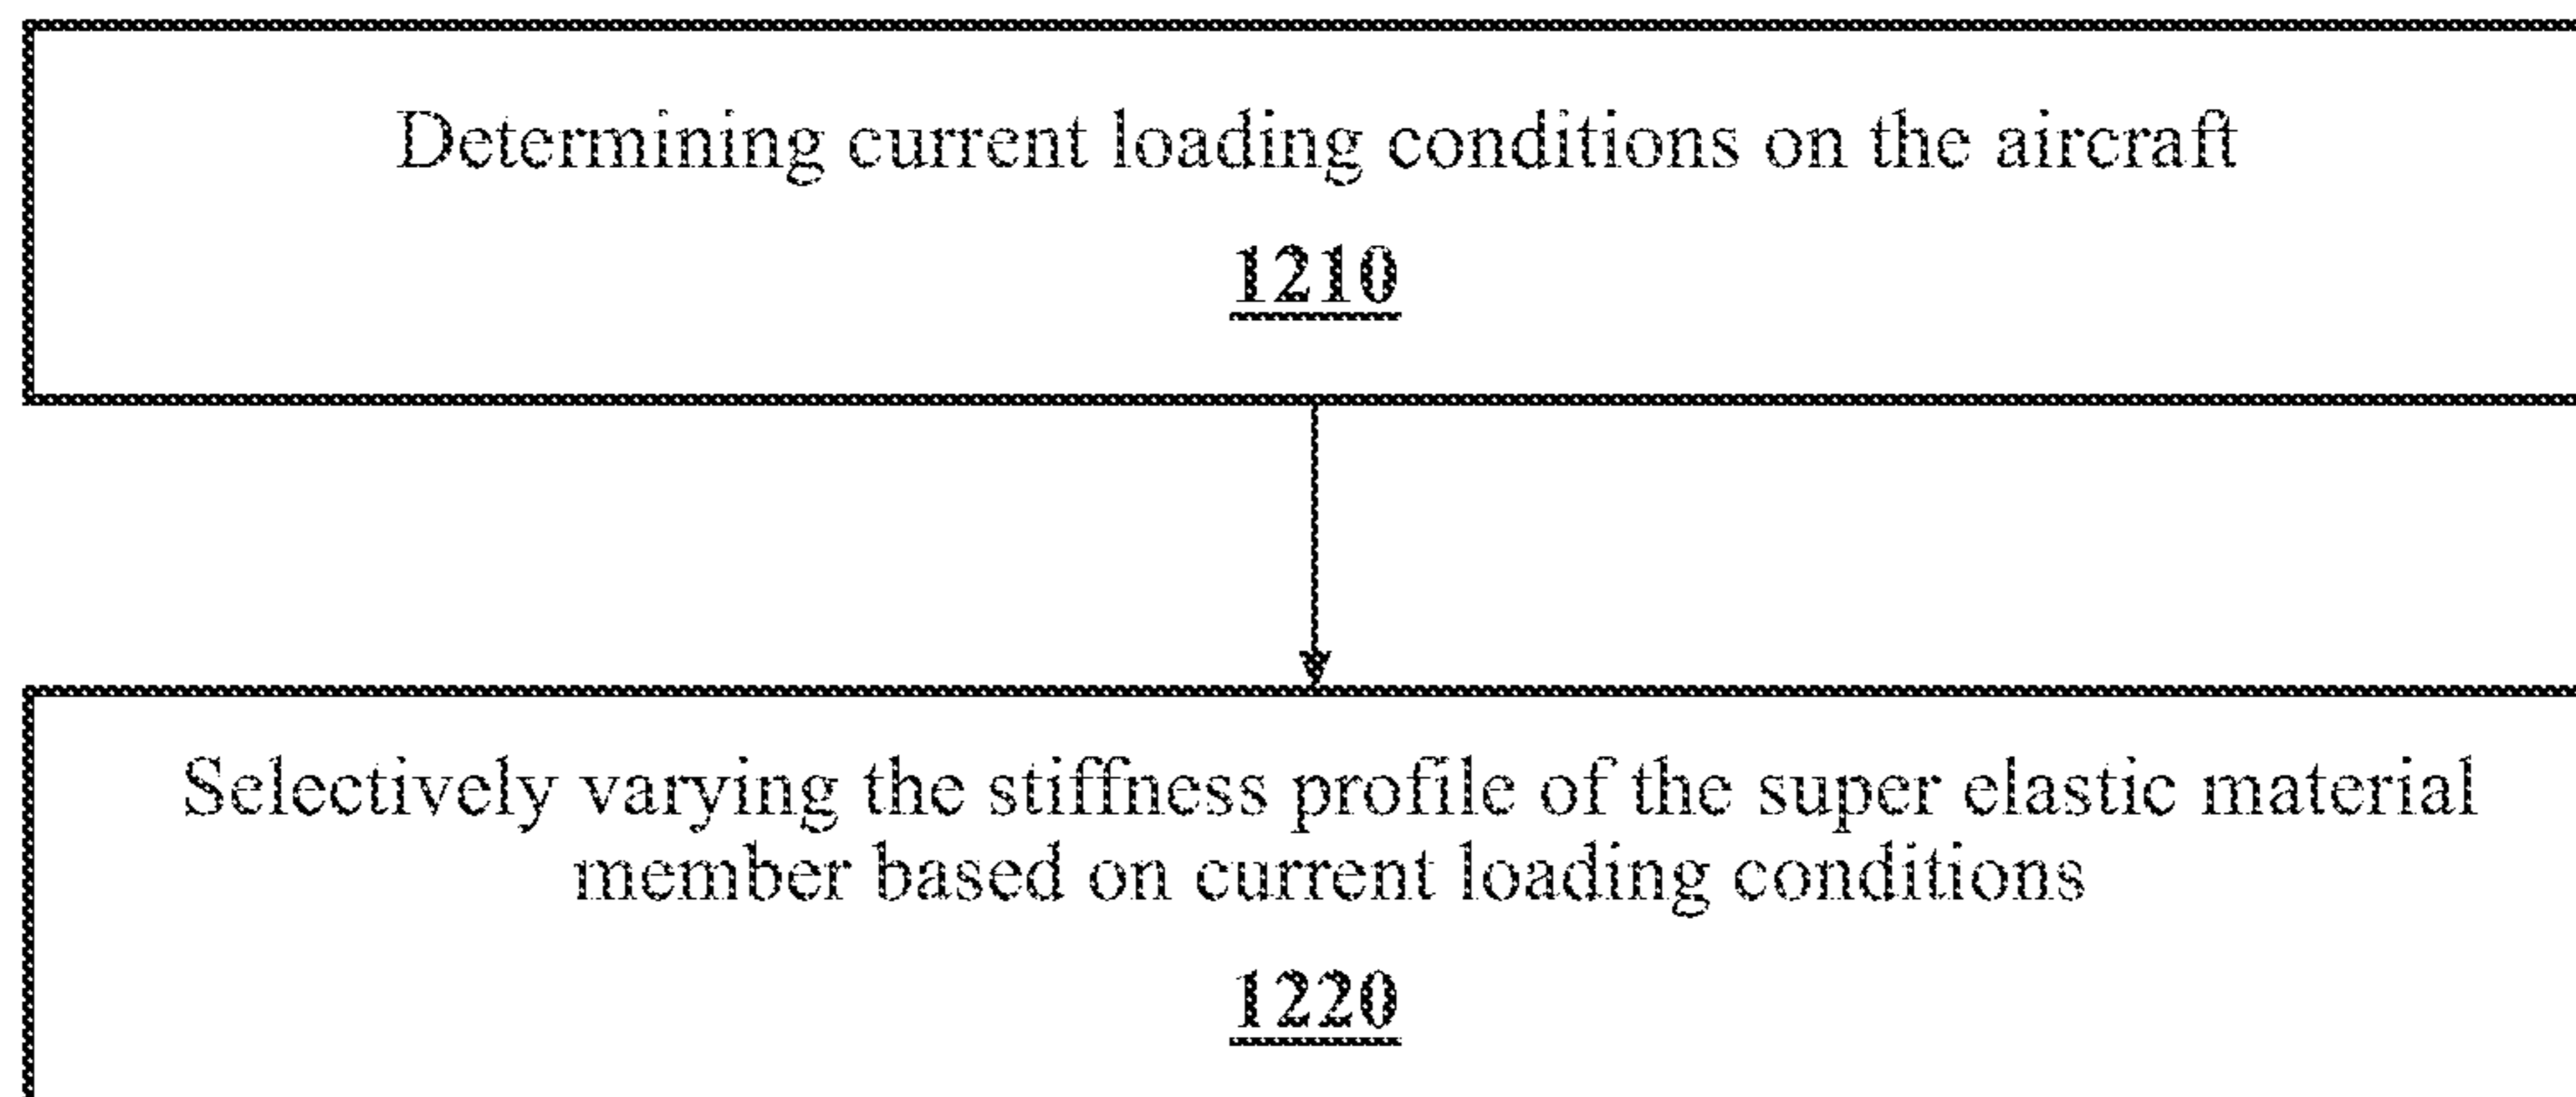 Determining current loading conditions on the aircraft
1210
Selectively varying the stiffness profile of the super elastic material
member based on current loading conditions
1220